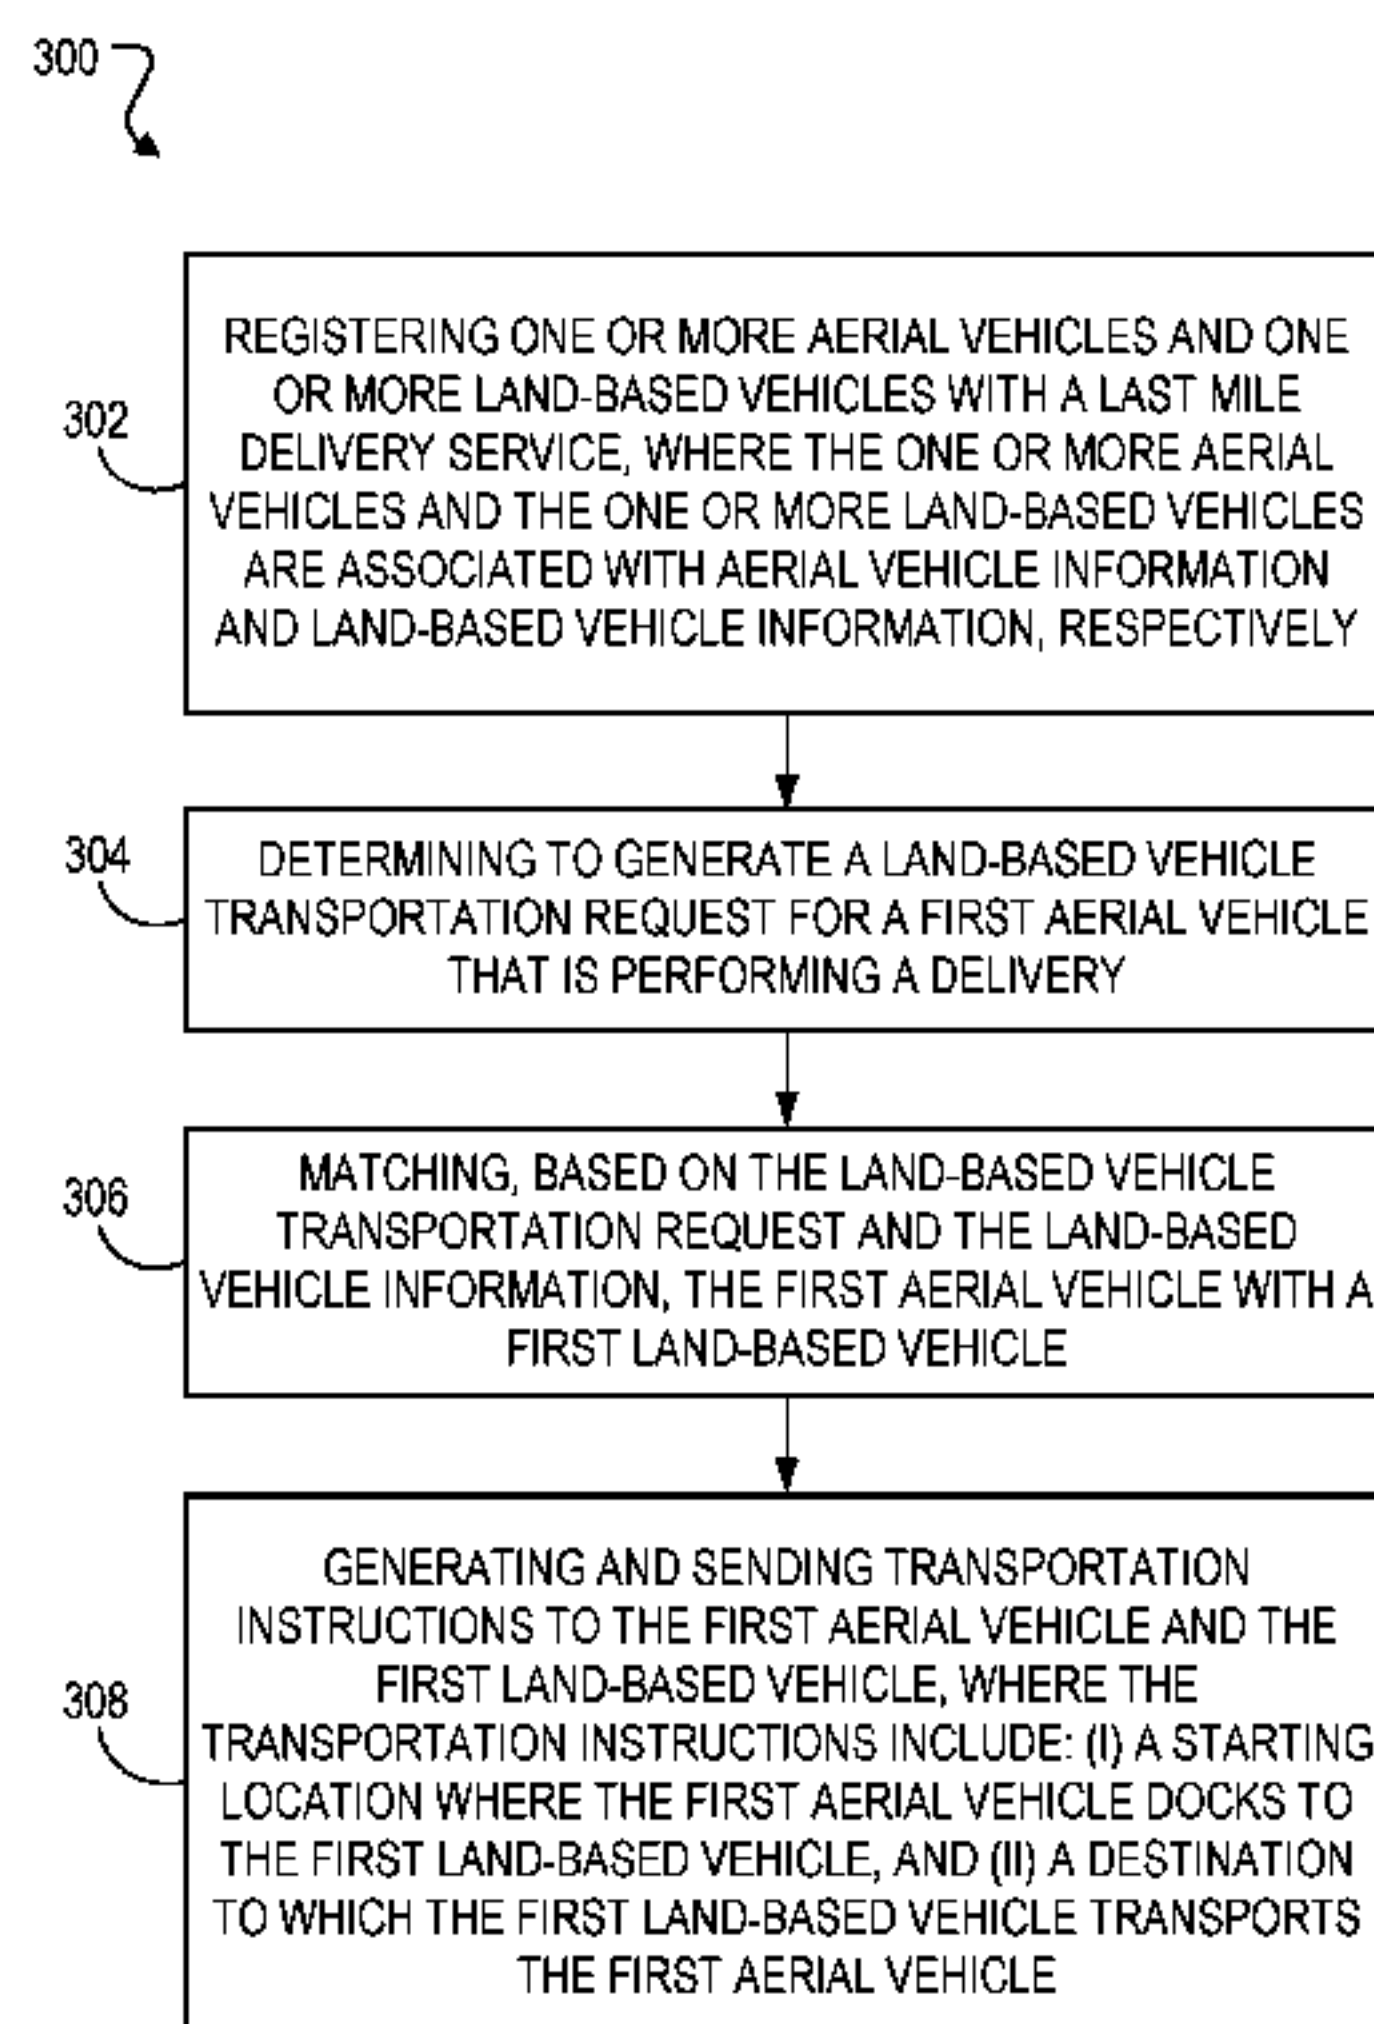 300
302
REGISTERING ONE OR MORE AERIAL VEHICLES AND ONE
OR MORE LAND-BASED VEHICLES WITH A LAST MILE
DELIVERY SERVICE, WHERE THE ONE OR MORE AERIAL
VEHICLES AND THE ONE OR MORE LAND-BASED VEHICLES
ARE ASSOCIATED WITH AERIAL VEHICLE INFORMATION
AND LAND-BASED VEHICLE INFORMATION, RESPECTIVELY
304
DETERMINING TO GENERATE A LAND-BASED VEHICLE
TRANSPORTATION REQUEST FOR A FIRST AERIAL VEHICLE
THAT IS PERFORMING A DELIVERY
306
MATCHING, BASED ON THE LAND-BASED VEHICLE
TRANSPORTATION REQUEST AND THE LAND-BASED
VEHICLE INFORMATION, THE FIRST AERIAL VEHICLE WITH A
FIRST LAND-BASED VEHICLE
308
GENERATING AND SENDING TRANSPORTATION
INSTRUCTIONS TO THE FIRST AERIAL VEHICLE AND THE
FIRST LAND-BASED VEHICLE, WHERE THE
TRANSPORTATION INSTRUCTIONS INCLUDE: (I) A STARTING
LOCATION WHERE THE FIRST AERIAL VEHICLE DOCKS TO
THE FIRST LAND-BASED VEHICLE, AND (II) A DESTINATION
TO WHICH THE FIRST LAND-BASED VEHICLE TRANSPORTS
THE FIRST AERIAL VEHICLE